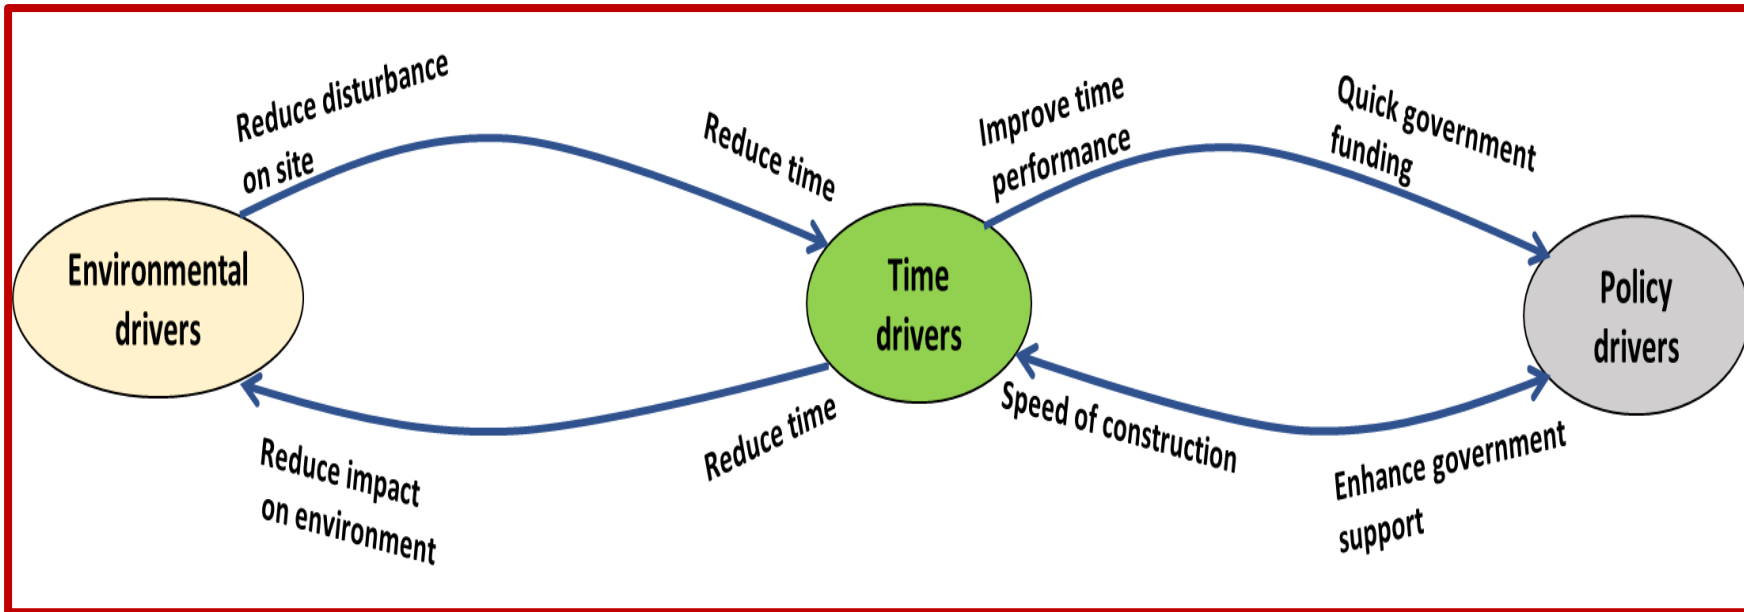 Reduce disturbance
on site
Reduce time
Improve time
performance
Quick government
funding
Environmental
drivers
Time
drivers
Policy
drivers
Reduce impact
on environment
Reduce time
Speed of construction
Enhance government
support